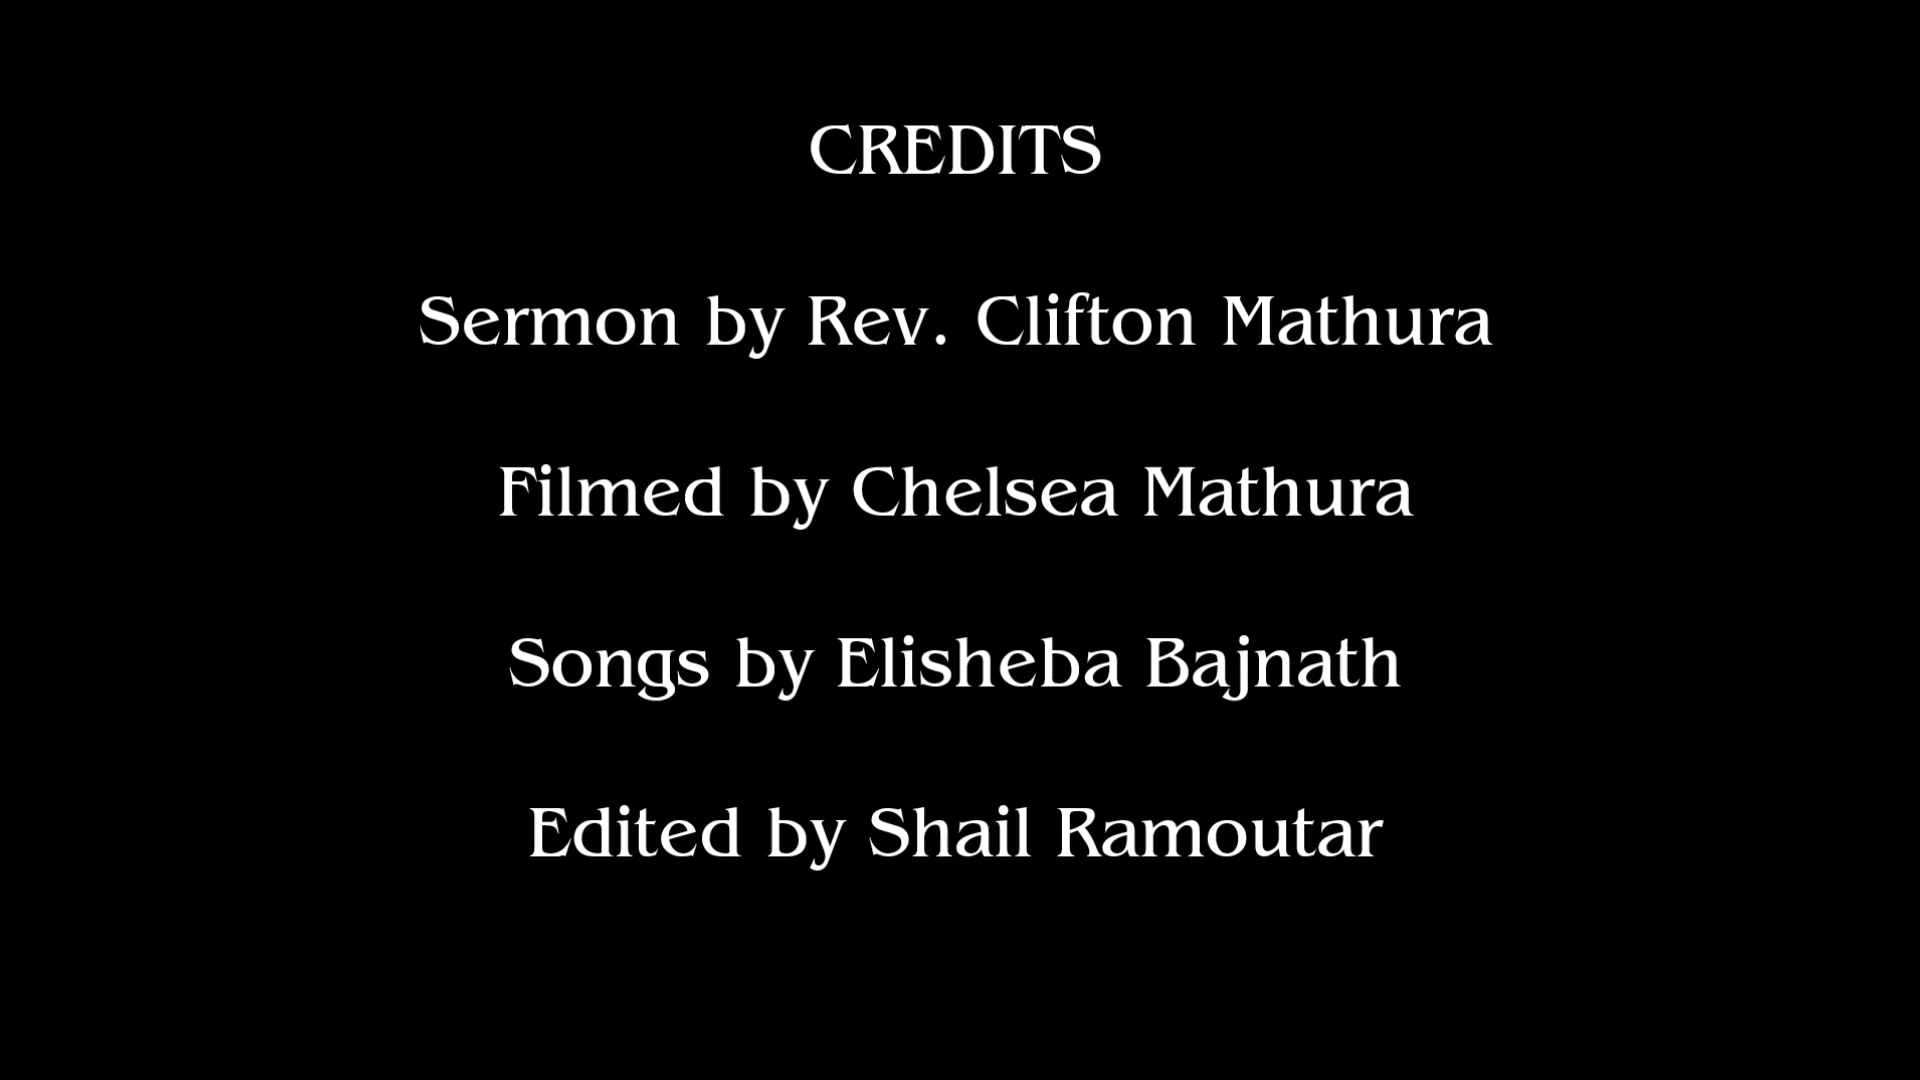 CREDITS
Sermon by Rev. Clifton Mathura
Filmed by Chelsea Mathura
Songs by Elisheba Bajnath
Edited by Shail Ramoutar